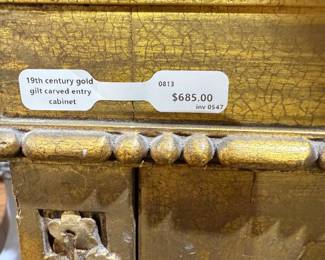 19th century gold
gilt carved entry
cabinet
0813
$685.00
inv 0547